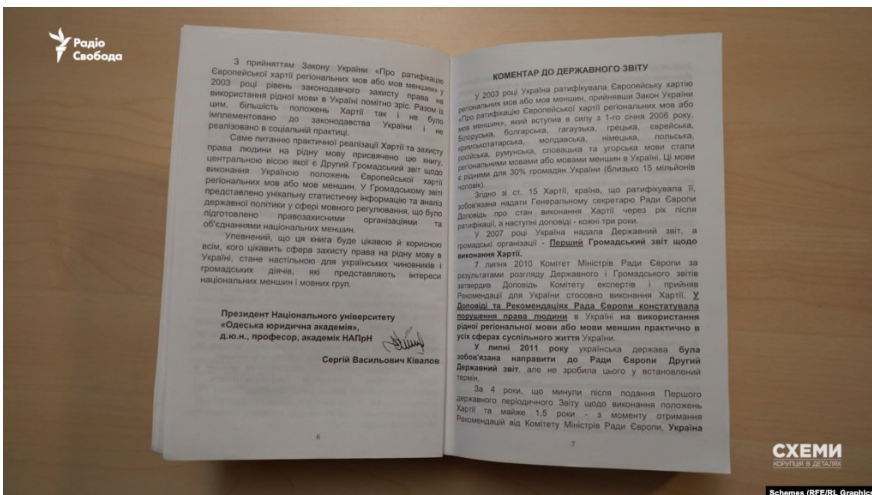 Радіо
Свобода
З прийняттям Закону України «Про ратифікацію
Європейської хартії регіональних мов або мов меншин» у
2003 році рівень законодавчого захисту права на
використання рідної мови в Україні помітно зріс. Разом із
цим, більшість положень Хартії так і не було
імплементовано до законодавства України і не
реалізовано в соціальній практиці.
Саме питанню практичної реалізації Хартії та захисту
права людини на рідну мову присвячено цю книгу,
центральною віссю якої є Другий Громадський звіт щодо
виконання Україною положень Європейської хартії
регіональних мов або мов меншин. У Громадському звіті
представлено унікальну статистичну інформацію та аналіз
державної політики у сфері мовного регулювання, що було
підготовлено правозахисними організаціями та
об'єднаннями національних меншин.
Упевнений, що ця книга буде цікавою й корисною
всім, кого цікавить сфера захисту права на рідну мову в
Україні, стане настільною для українських чиновників і
громадських діячів, які представляють інтереси
національних меншин і мовних груп.
Президент Національного університету
«Одеська юридична академія»,
д.ю.н., професор, академік НАПрН
Сергій Васильович Ківалов
6
КОМЕНТАР ДО ДЕРЖАВНОГО ЗВІТУ
У 2003 році Україна ратифікувала Європейську хартію
регіональних мов або мов меншин, прийнявши Закон України
«Про ратифікацію Європейської хартії регіональних мов або
мов меншин», який вступив в силу з 1-го січня 2006 року.
Білоруська, болгарська, гагаузька, грецька, єврейська,
кримськотатарська, молдавська, німецька, польська,
російська, румунська, словацька та угорська мови стали
регіональними мовами або мовами меншин в Україні. Ці мови
є рідними для 30% громадян України (близько 15 мільйонів
чоловік).
Згідно зі ст. 15 Хартії, країна, що ратифікувала її,
зобов'язана надати Генеральному секретарю Ради Європи
Доповідь про стан виконання Хартії через рік після
ратифікації, а наступні доповіді - кожні три роки.
У 2007 році Україна надала Державний звіт, а
громадські організації - Перший Громадський звіт щодо
виконання Хартії.
7 липня 2010 Комітет Міністрів Ради Європи за
результатами розгляду Державного і Громадського звітів
затвердив Доповідь Комітету експертів і прийняв
Рекомендації для України стосовно виконання Хартії. У
Доповіді та Рекомендаціях Рада Європи констатувала
порушення права людини в Україні на використання
рідної регіональної мови або мови меншин практично в
усіх сферах суспільного життя України.
У липні 2011 року українська держава була
зобов'язана направити до Ради Європи Другий
Державний звіт, але не зробила цього у встановлений
термін.
За 4 роки, що минули після подання Першого
державного періодичного Звіту щодо виконання положень
Хартії та майже 1,5 роки - з моменту отримання
Рекомендацій від Комітету Міністрів Ради Європи, Україна
7
СХЕМИ
КОРУПЦІЯ В ДЕТАЛЯХ
Schemes (RFE/RL Graphics